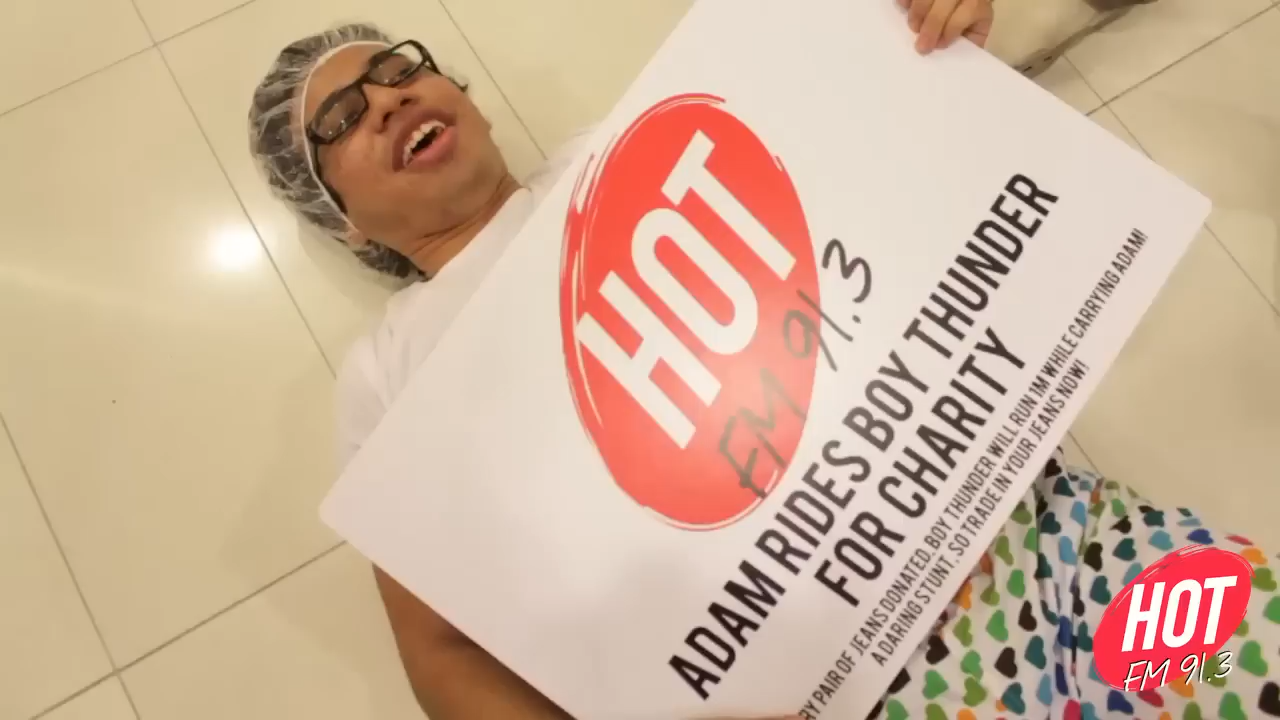 HOT
FM 91.3
ADAM RIDES BOY THUNDER
FOR CHARITY
RY PAIR OF JEANS DONATED, BOY THUNDER WILL RUN 1M WHILE CARRYING ADAM!
A DARING STUNT, SO TRADE IN YOUR JEANS NOW!
HOT
FM 91.3